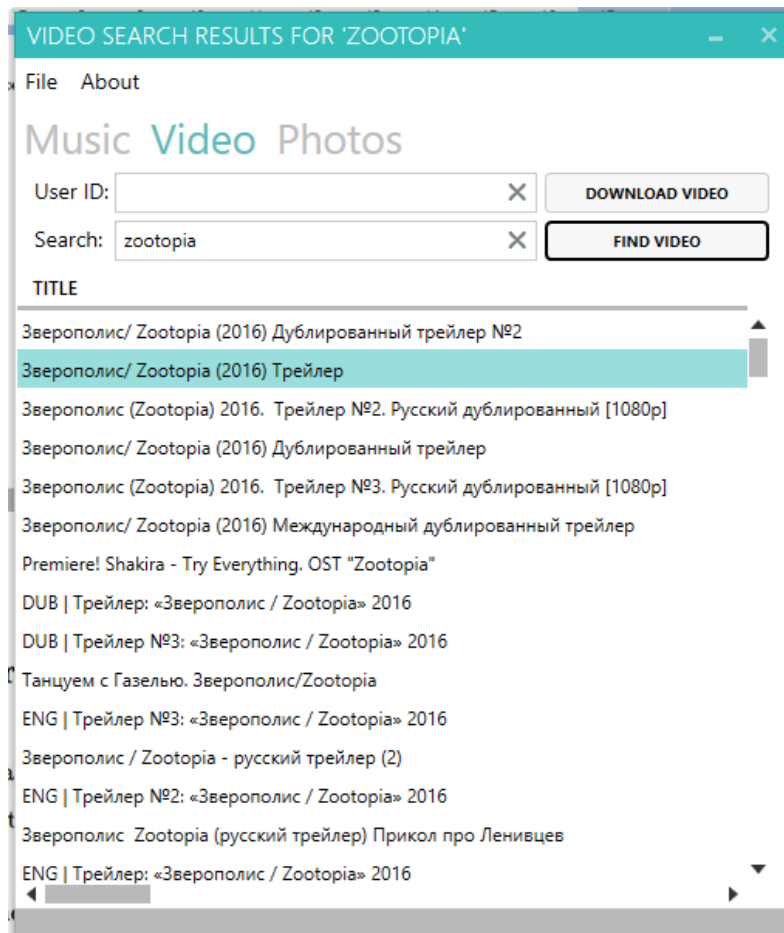 VIDEO SEARCH RESULTS FOR 'ZOOTOPIA'
File About
Music Video Photos
User ID: DOWNLOAD VIDEO
Search: zootopia FIND VIDEO
TITLE
Зверополис/ Zootopia (2016) Дублированный трейлер №2
Зверополис/ Zootopia (2016) Трейлер
Зверополис (Zootopia) 2016. Трейлер №2. Русский дублированный [1080p]
Зверополис/ Zootopia (2016) Дублированный трейлер
Зверополис (Zootopia) 2016. Трейлер №3. Русский дублированный [1080p]
Зверополис/ Zootopia (2016) Международный дублированный трейлер
Premiere! Shakira - Try Everything. OST "Zootopia"
DUB | Трейлер: «Зверополис / Zootopia» 2016
DUB | Трейлер №3: «Зверополис / Zootopia» 2016
Танцуем с Газелью. Зверополис/Zootopia
ENG | Трейлер №3: «Зверополис / Zootopia» 2016
Зверополис / Zootopia - русский трейлер (2)
ENG | Трейлер №2: «Зверополис / Zootopia» 2016
Зверополис Zootopia (русский трейлер) Прикол про Ленивцев
ENG | Трейлер: «Зверополис / Zootopia» 2016